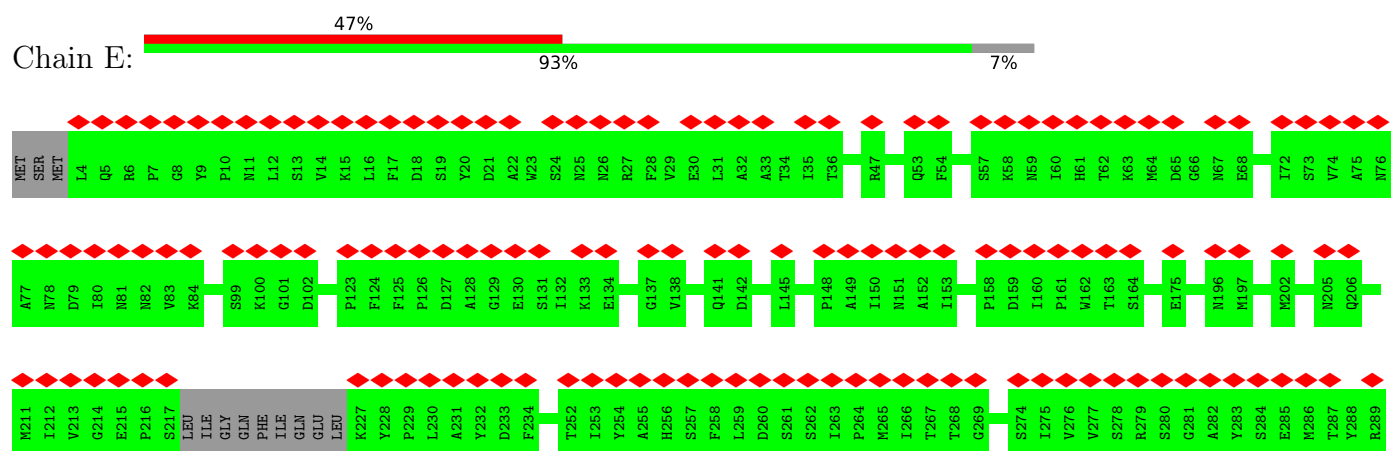 47%
Chain E:
93% 7%
MET SER MET L4 Q5 R6 P7 G8 Y9 P10 N11 L12 S13 V14 K15 L16 F17 D18 S19 Y20 D21 A22 W23 S24 N25 N26 R27 F28 V29 E30 L31 A32 A33 T34 I35 T36 R47 Q53 F54 S57 K58 N59 I60 H61 T62 K63 M64 D65 G66 N67 E68 I72 S73 V74 A75 N76
A77 N78 D79 I80 N81 N82 V83 K84 S99 K100 G101 D102 P123 F124 F125 P126 D127 A128 G129 E130 S131 I132 K133 E134 G137 V138 Q141 D142 L145 P148 A149 I150 N151 A152 I153 P158 D159 I160 P161 W162 T163 S164 E175 N196 M197 M202 N205 Q206
M211 I212 V213 G214 E215 P216 S217 LEU ILE GLY GLN PHE ILE GLN GLU LEU K227 Y228 P229 L230 A231 Y232 D233 F234 T252 I253 Y254 A255 H256 S257 F258 L259 D260 S261 S262 I263 P264 M265 I266 T267 T268 G269 S274 I275 V276 V277 S278 R279 S280 G281 A282 Y283 S284 E285 M286 T287 Y288 R289